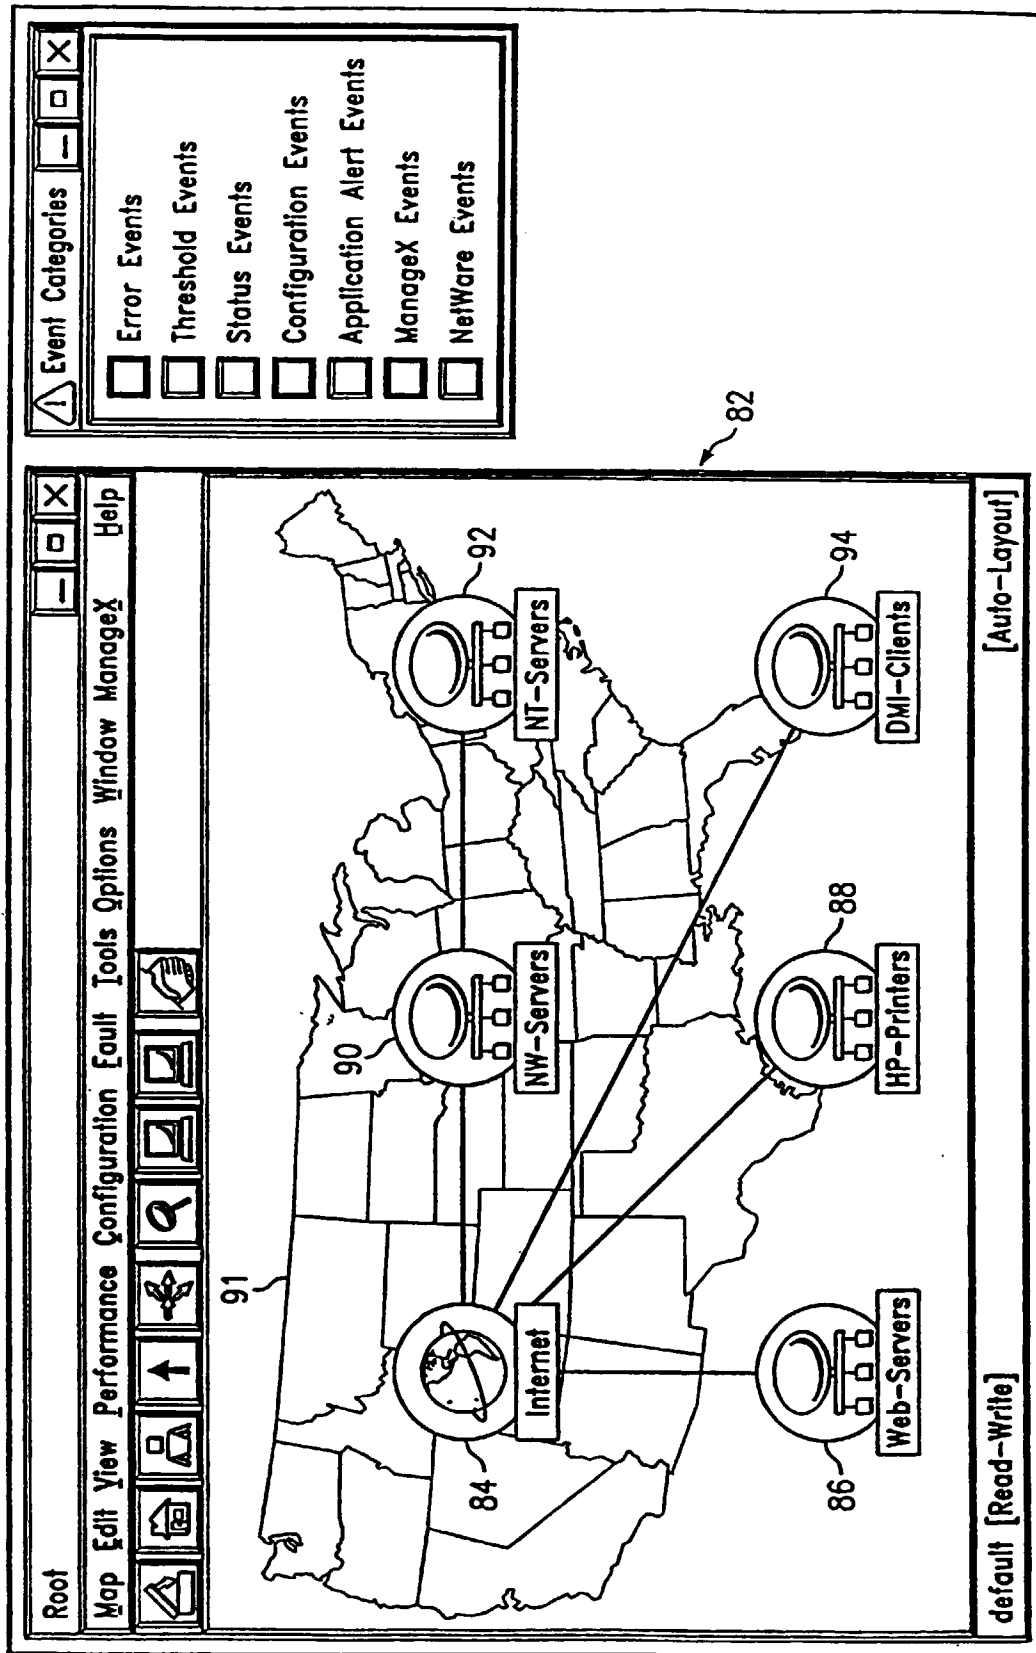 Root
Map Edit View Performance Configuration Fault Tools Options Window ManageX Help
91
84
Internet
90
NW-Servers
92
NT-Servers
86
Web-Servers
88
HP-Printers
94
DMI-Clients
default [Read-Write] [Auto-Layout]
82
Event Categories
Error Events
Threshold Events
Status Events
Configuration Events
Application Alert Events
ManageX Events
NetWare Events